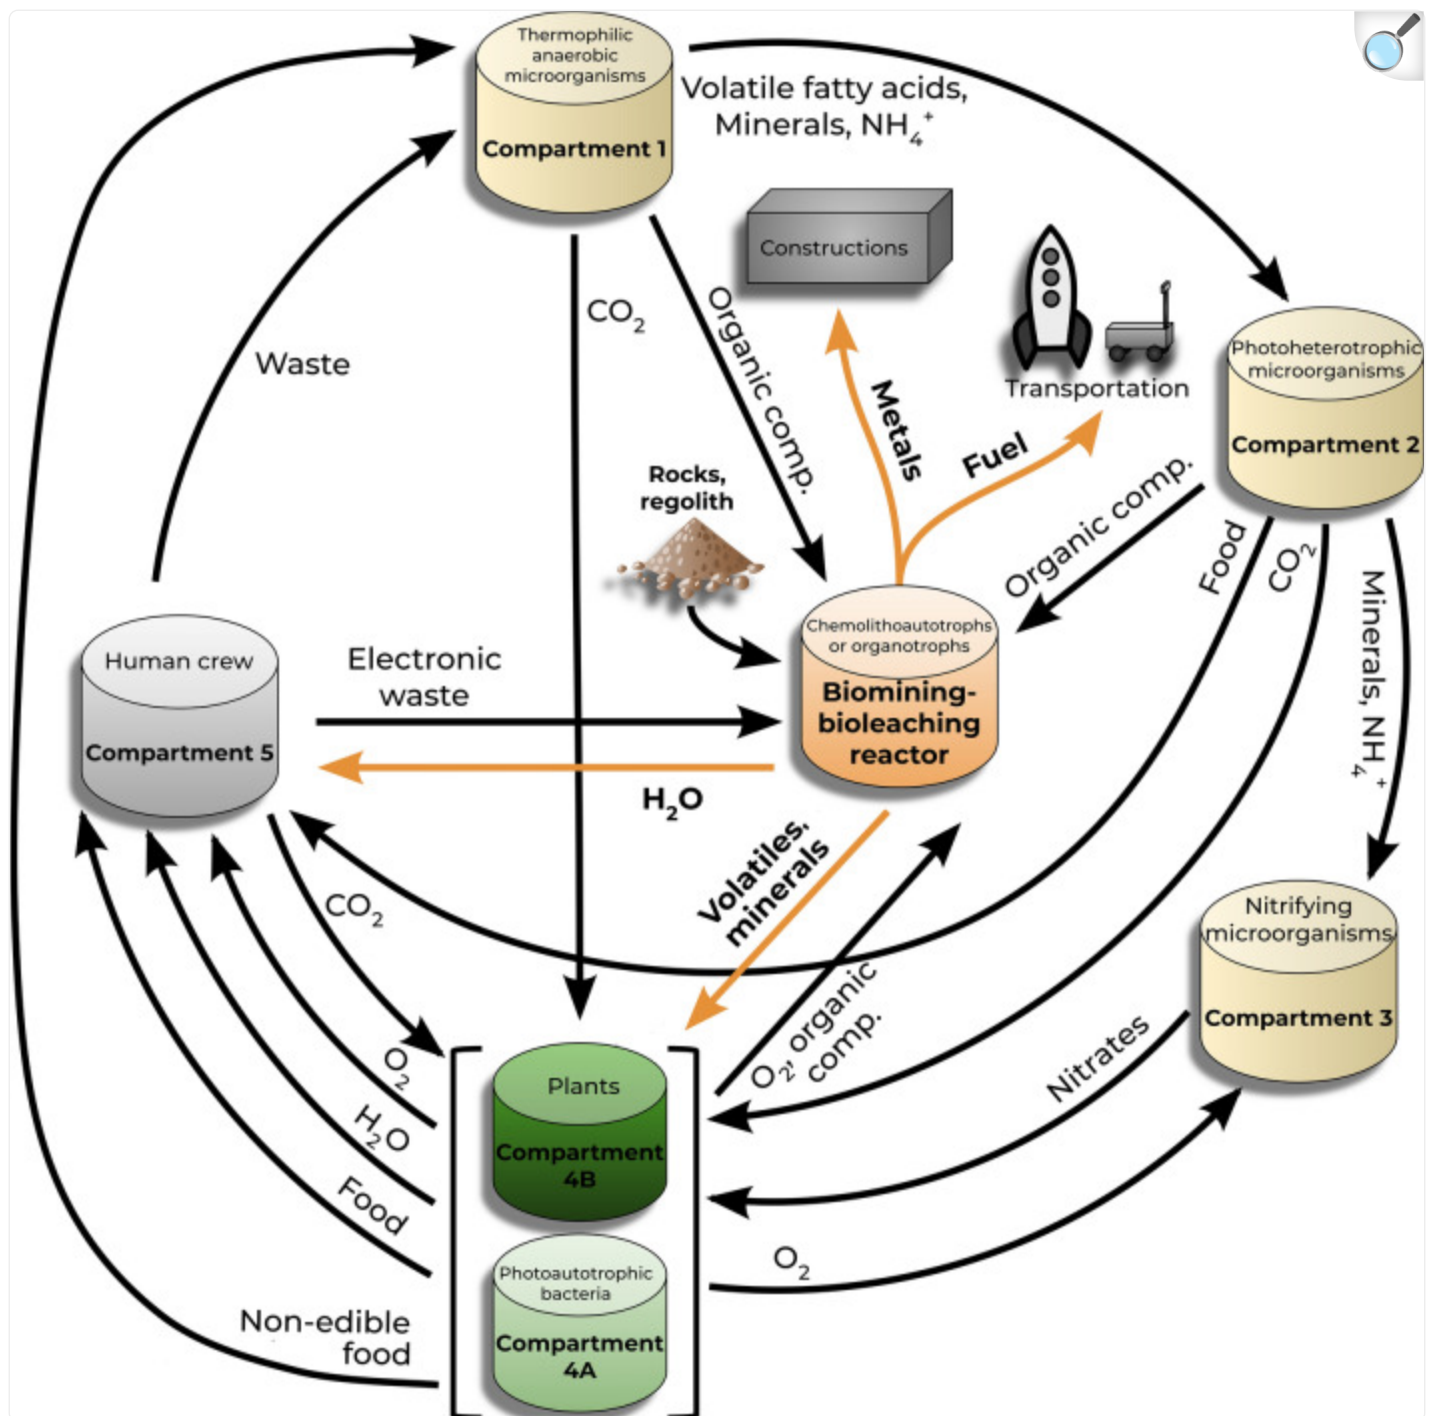 Thermophilic
anaerobic
microorganisms
Compartment 1
Volatile fatty acids,
Minerals, NH₄⁺
Constructions
CO₂
Organic comp.
Waste
Metals
Fuel
Transportation
Photoheterotrophic
microorganisms
Compartment 2
Rocks,
regolith
Organic comp.
Food
CO₂
Minerals, NH₄⁺
Chemolithoautotrophs
or organotrophs
Biomining-
bioleaching
reactor
Human crew
Compartment 5
Electronic
waste
H₂O
Volatiles,
minerals
CO₂
O₂, organic
comp.
Nitrifying
microorganisms
Compartment 3
Nitrates
O₂
H₂O
Food
Plants
Compartment
4B
O₂
Photoautotrophic
bacteria
Compartment
4A
Non-edible
food